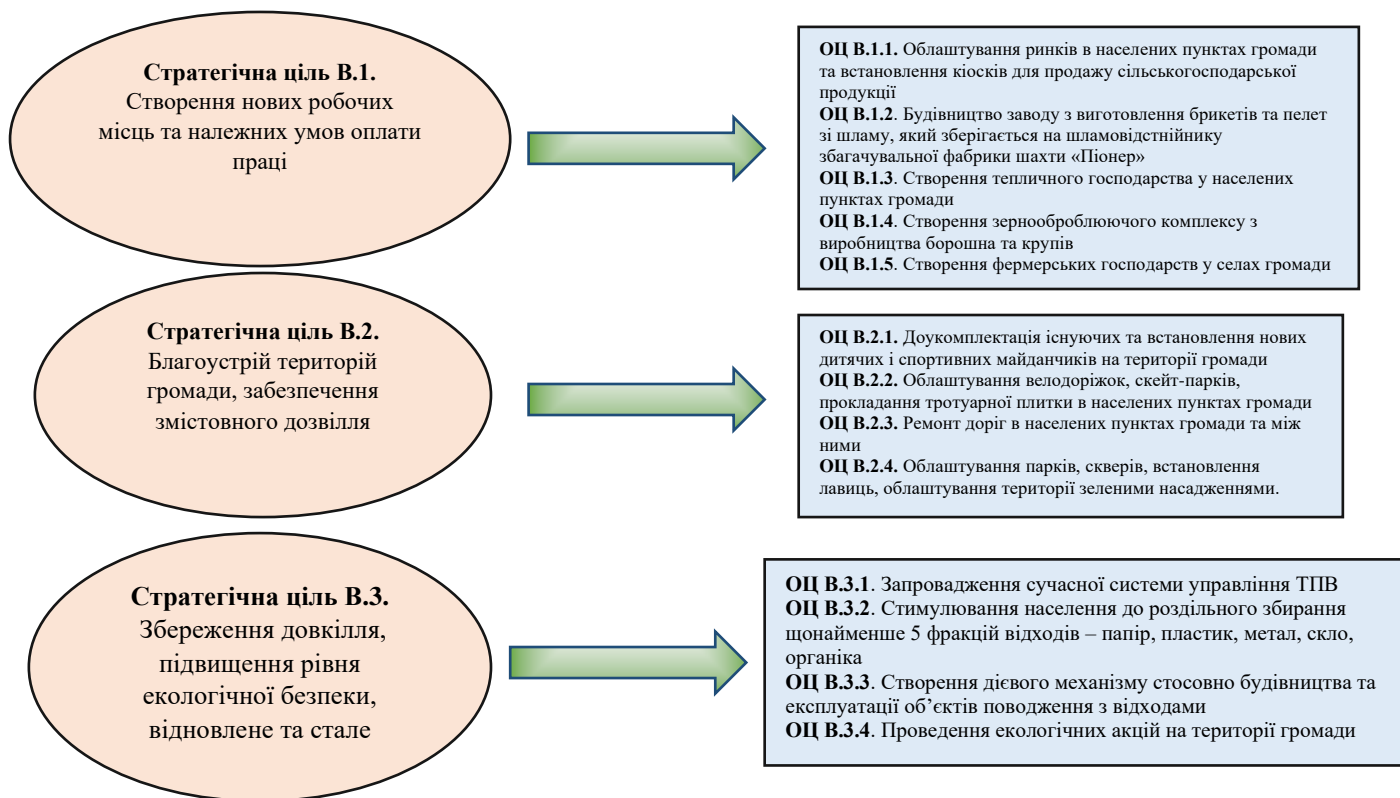 Стратегічна ціль В.1.
Створення нових робочих
місць та належних умов оплати
праці
ОЦ В.1.1. Облаштування ринків в населених пунктах громади
та встановлення кіосків для продажу сільськогосподарської
продукції
ОЦ В.1.2. Будівництво заводу з виготовлення брикетів та пелет
зі шламу, який зберігається на шламовідстійнику
збагачувальної фабрики шахти «Піонер»
ОЦ В.1.3. Створення тепличного господарства у населених
пунктах громади
ОЦ В.1.4. Створення зернооброблюючого комплексу з
виробництва борошна та крупів
ОЦ В.1.5. Створення фермерських господарств у селах громади
Стратегічна ціль В.2.
Благоустрій територій
громади, забезпечення
змістовного дозвілля
ОЦ В.2.1. Доукомплектація існуючих та встановлення нових
дитячих і спортивних майданчиків на території громади
ОЦ В.2.2. Облаштування велодоріжок, скейт-парків,
прокладання тротуарної плитки в населених пунктах громади
ОЦ В.2.3. Ремонт доріг в населених пунктах громади та між
ними
ОЦ В.2.4. Облаштування парків, скверів, встановлення
лавиць, облаштування території зеленими насадженнями.
Стратегічна ціль В.3.
Збереження довкілля,
підвищення рівня
екологічної безпеки,
відновлене та стале
ОЦ В.3.1. Запровадження сучасної системи управління ТПВ
ОЦ В.3.2. Стимулювання населення до роздільного збирання
щонайменше 5 фракцій відходів – папір, пластик, метал, скло,
органіка
ОЦ В.3.3. Створення дієвого механізму стосовно будівництва та
експлуатації об’єктів поводження з відходами
ОЦ В.3.4. Проведення екологічних акцій на території громади